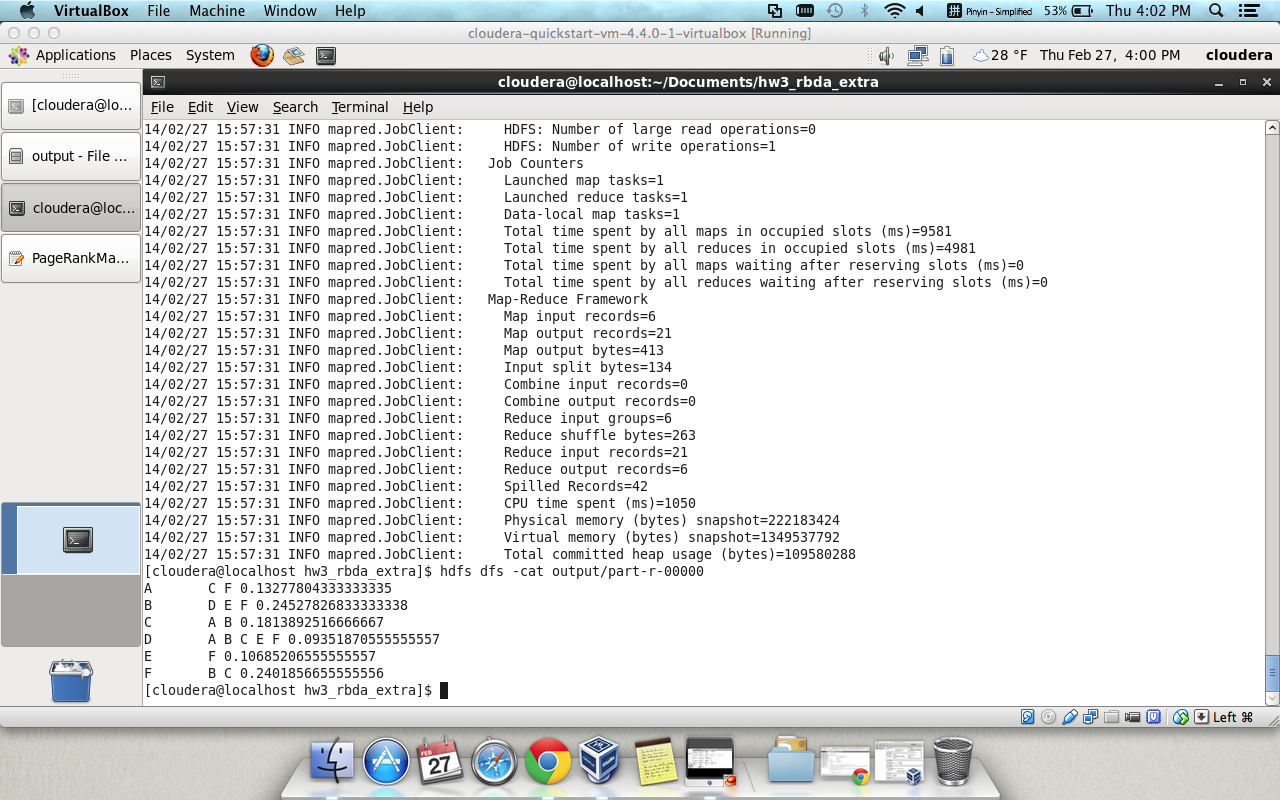 VirtualBox File Machine Window Help Pinyin – Simplified 53% Thu 4:02 PM
cloudera-quickstart-vm-4.4.0-1-virtualbox [Running]
Applications Places System 28 °F Thu Feb 27, 4:00 PM cloudera
cloudera@localhost:~/Documents/hw3_rbda_extra
[cloudera@lo...
output - File ...
cloudera@loc...
PageRankMa...
File Edit View Search Terminal Help
14/02/27 15:57:31 INFO mapred.JobClient: HDFS: Number of large read operations=0
14/02/27 15:57:31 INFO mapred.JobClient: HDFS: Number of write operations=1
14/02/27 15:57:31 INFO mapred.JobClient: Job Counters
14/02/27 15:57:31 INFO mapred.JobClient: Launched map tasks=1
14/02/27 15:57:31 INFO mapred.JobClient: Launched reduce tasks=1
14/02/27 15:57:31 INFO mapred.JobClient: Data-local map tasks=1
14/02/27 15:57:31 INFO mapred.JobClient: Total time spent by all maps in occupied slots (ms)=9581
14/02/27 15:57:31 INFO mapred.JobClient: Total time spent by all reduces in occupied slots (ms)=4981
14/02/27 15:57:31 INFO mapred.JobClient: Total time spent by all maps waiting after reserving slots (ms)=0
14/02/27 15:57:31 INFO mapred.JobClient: Total time spent by all reduces waiting after reserving slots (ms)=0
14/02/27 15:57:31 INFO mapred.JobClient: Map-Reduce Framework
14/02/27 15:57:31 INFO mapred.JobClient: Map input records=6
14/02/27 15:57:31 INFO mapred.JobClient: Map output records=21
14/02/27 15:57:31 INFO mapred.JobClient: Map output bytes=413
14/02/27 15:57:31 INFO mapred.JobClient: Input split bytes=134
14/02/27 15:57:31 INFO mapred.JobClient: Combine input records=0
14/02/27 15:57:31 INFO mapred.JobClient: Combine output records=0
14/02/27 15:57:31 INFO mapred.JobClient: Reduce input groups=6
14/02/27 15:57:31 INFO mapred.JobClient: Reduce shuffle bytes=263
14/02/27 15:57:31 INFO mapred.JobClient: Reduce input records=21
14/02/27 15:57:31 INFO mapred.JobClient: Reduce output records=6
14/02/27 15:57:31 INFO mapred.JobClient: Spilled Records=42
14/02/27 15:57:31 INFO mapred.JobClient: CPU time spent (ms)=1050
14/02/27 15:57:31 INFO mapred.JobClient: Physical memory (bytes) snapshot=222183424
14/02/27 15:57:31 INFO mapred.JobClient: Virtual memory (bytes) snapshot=1349537792
14/02/27 15:57:31 INFO mapred.JobClient: Total committed heap usage (bytes)=109580288
[cloudera@localhost hw3_rbda_extra]$ hdfs dfs -cat output/part-r-00000
A C F 0.13277804333333335
B D E F 0.24527826833333338
C A B 0.1813892516666667
D A B C E F 0.09351870555555557
E F 0.10685206555555557
F B C 0.2401856655555556
[cloudera@localhost hw3_rbda_extra]$
Left ⌘
FEB
27